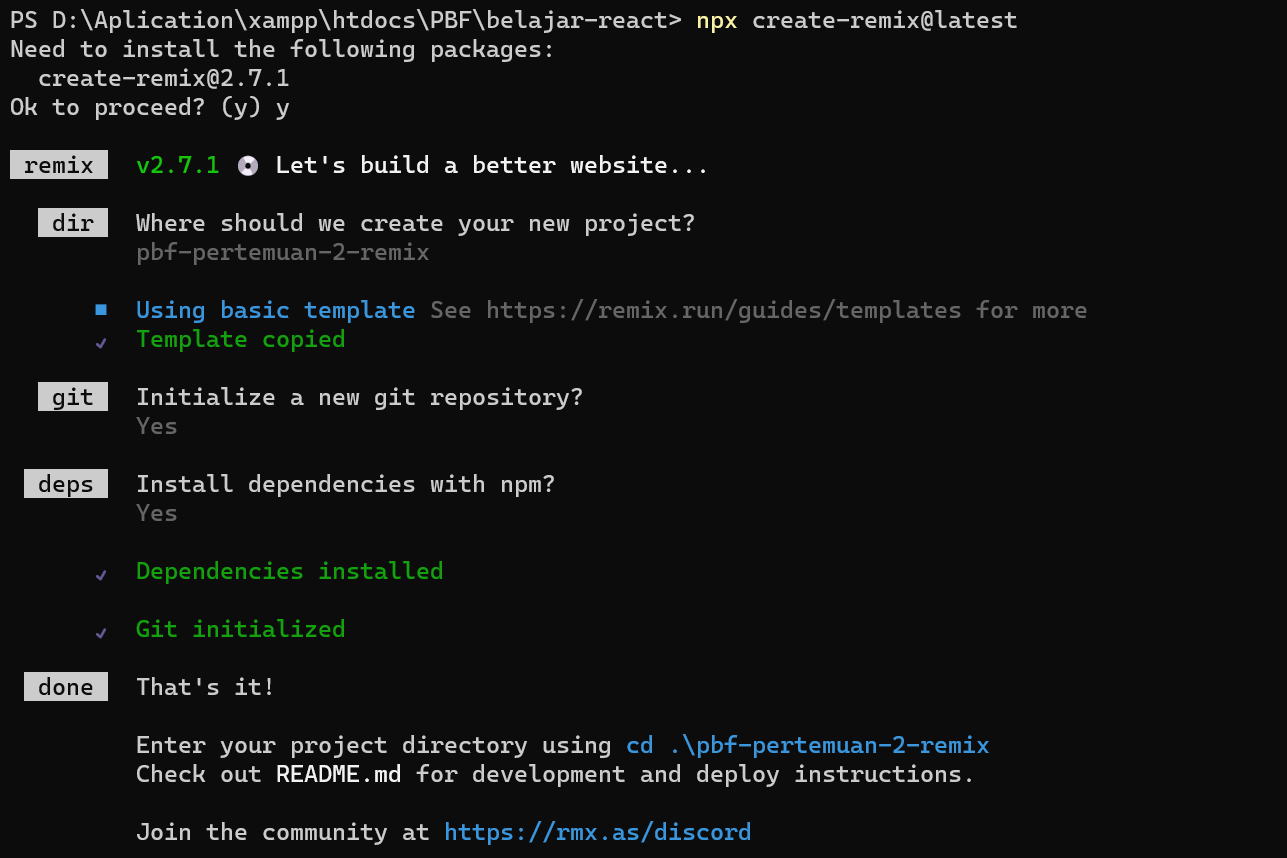 PS D:\Aplication\xampp\htdocs\PBF\belajar-react> npx create-remix@latest
Need to install the following packages:
  create-remix@2.7.1
Ok to proceed? (y) y
remix v2.7.1 💿 Let's build a better website...
dir Where should we create your new project?
pbf-pertemuan-2-remix
Using basic template See https://remix.run/guides/templates for more
Template copied
git Initialize a new git repository?
Yes
deps Install dependencies with npm?
Yes
Dependencies installed
Git initialized
done That's it!
Enter your project directory using cd .\pbf-pertemuan-2-remix
Check out README.md for development and deploy instructions.
Join the community at https://rmx.as/discord